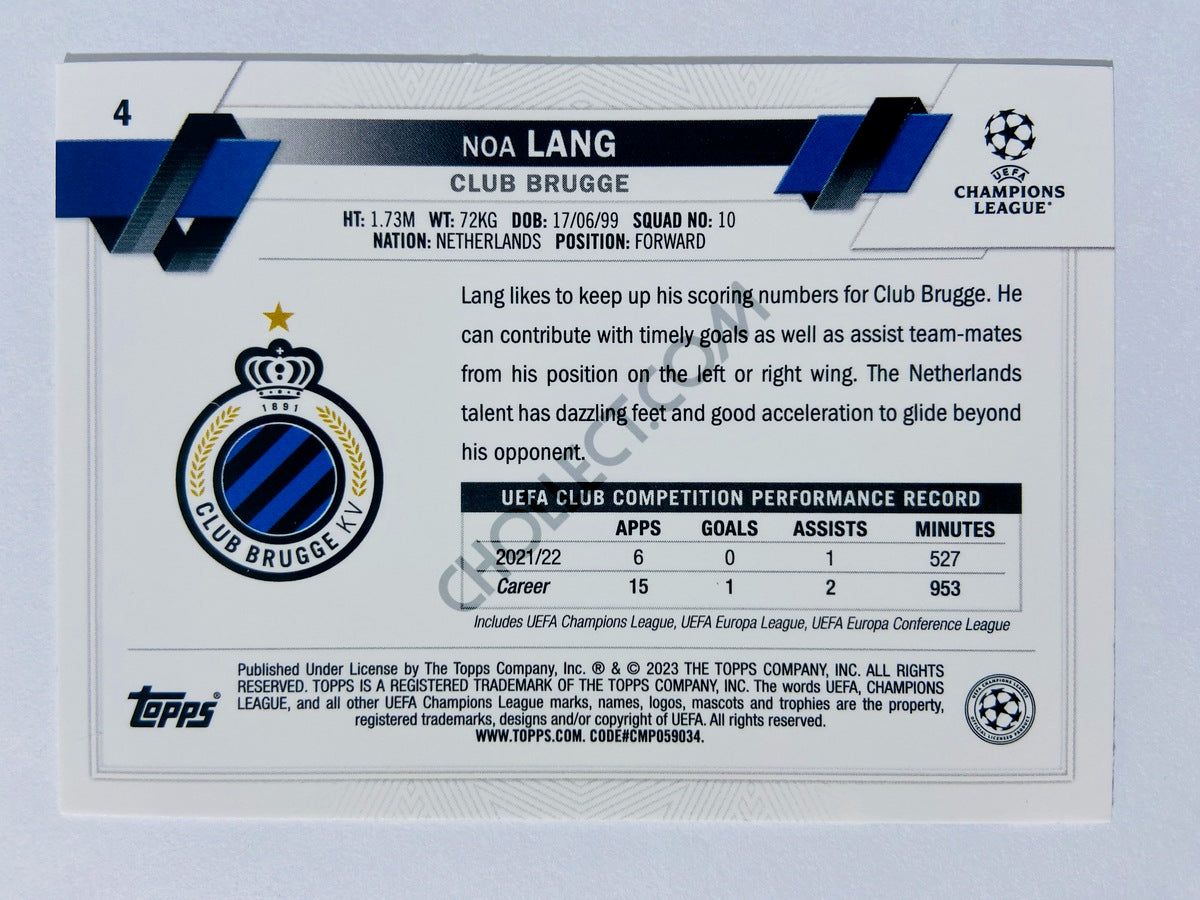 4
NOA LANG
CLUB BRUGGE
UEFA
CHAMPIONS
LEAGUE
HT: 1.73M WT: 72KG DOB: 17/06/99 SQUAD NO: 10
NATION: NETHERLANDS POSITION: FORWARD
Lang likes to keep up his scoring numbers for Club Brugge. He
can contribute with timely goals as well as assist team-mates
from his position on the left or right wing. The Netherlands
talent has dazzling feet and good acceleration to glide beyond
his opponent.
1891
CLUB BRUGGE KV
UEFA CLUB COMPETITION PERFORMANCE RECORD
APPS GOALS ASSISTS MINUTES
2021/22 6 0 1 527
Career 15 1 2 953
Includes UEFA Champions League, UEFA Europa League, UEFA Europa Conference League
CHOLLECT.COM
topps®
Published Under License by The Topps Company, Inc. ® & © 2023 THE TOPPS COMPANY, INC. ALL RIGHTS
RESERVED. TOPPS IS A REGISTERED TRADEMARK OF THE TOPPS COMPANY, INC. The words UEFA, CHAMPIONS
LEAGUE, and all other UEFA Champions League marks, names, logos, mascots and trophies are the property,
registered trademarks, designs and/or copyright of UEFA. All rights reserved.
WWW.TOPPS.COM. CODE#CMP059034.
UEFA CHAMPIONS LEAGUE
OFFICIAL LICENSED PRODUCT